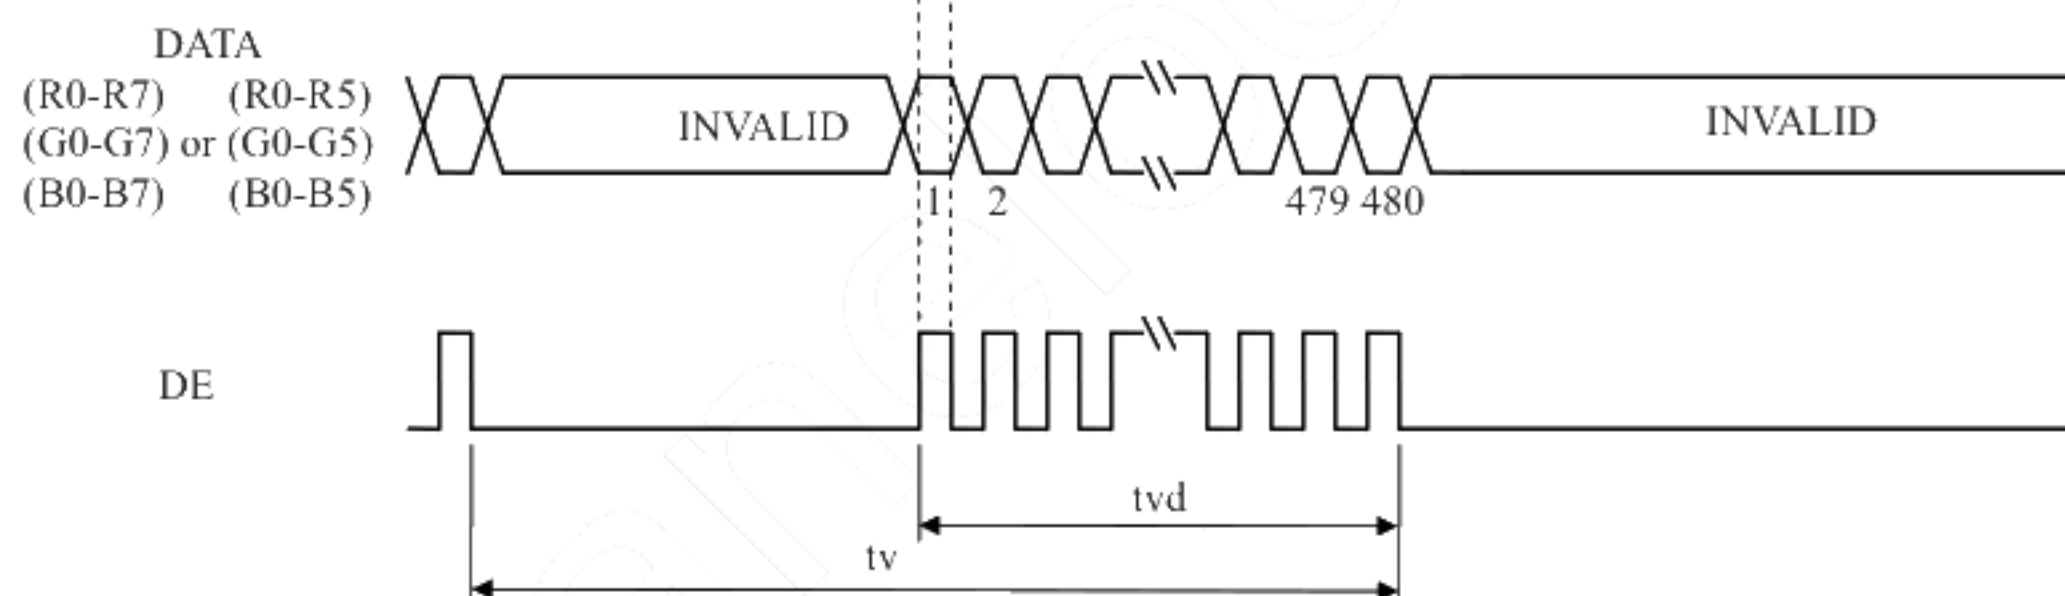 DATA
(R0-R7) (R0-R5)
(G0-G7) or (G0-G5)
(B0-B7) (B0-B5)
INVALID
INVALID
1 2 479 480
DE
tvd
tv